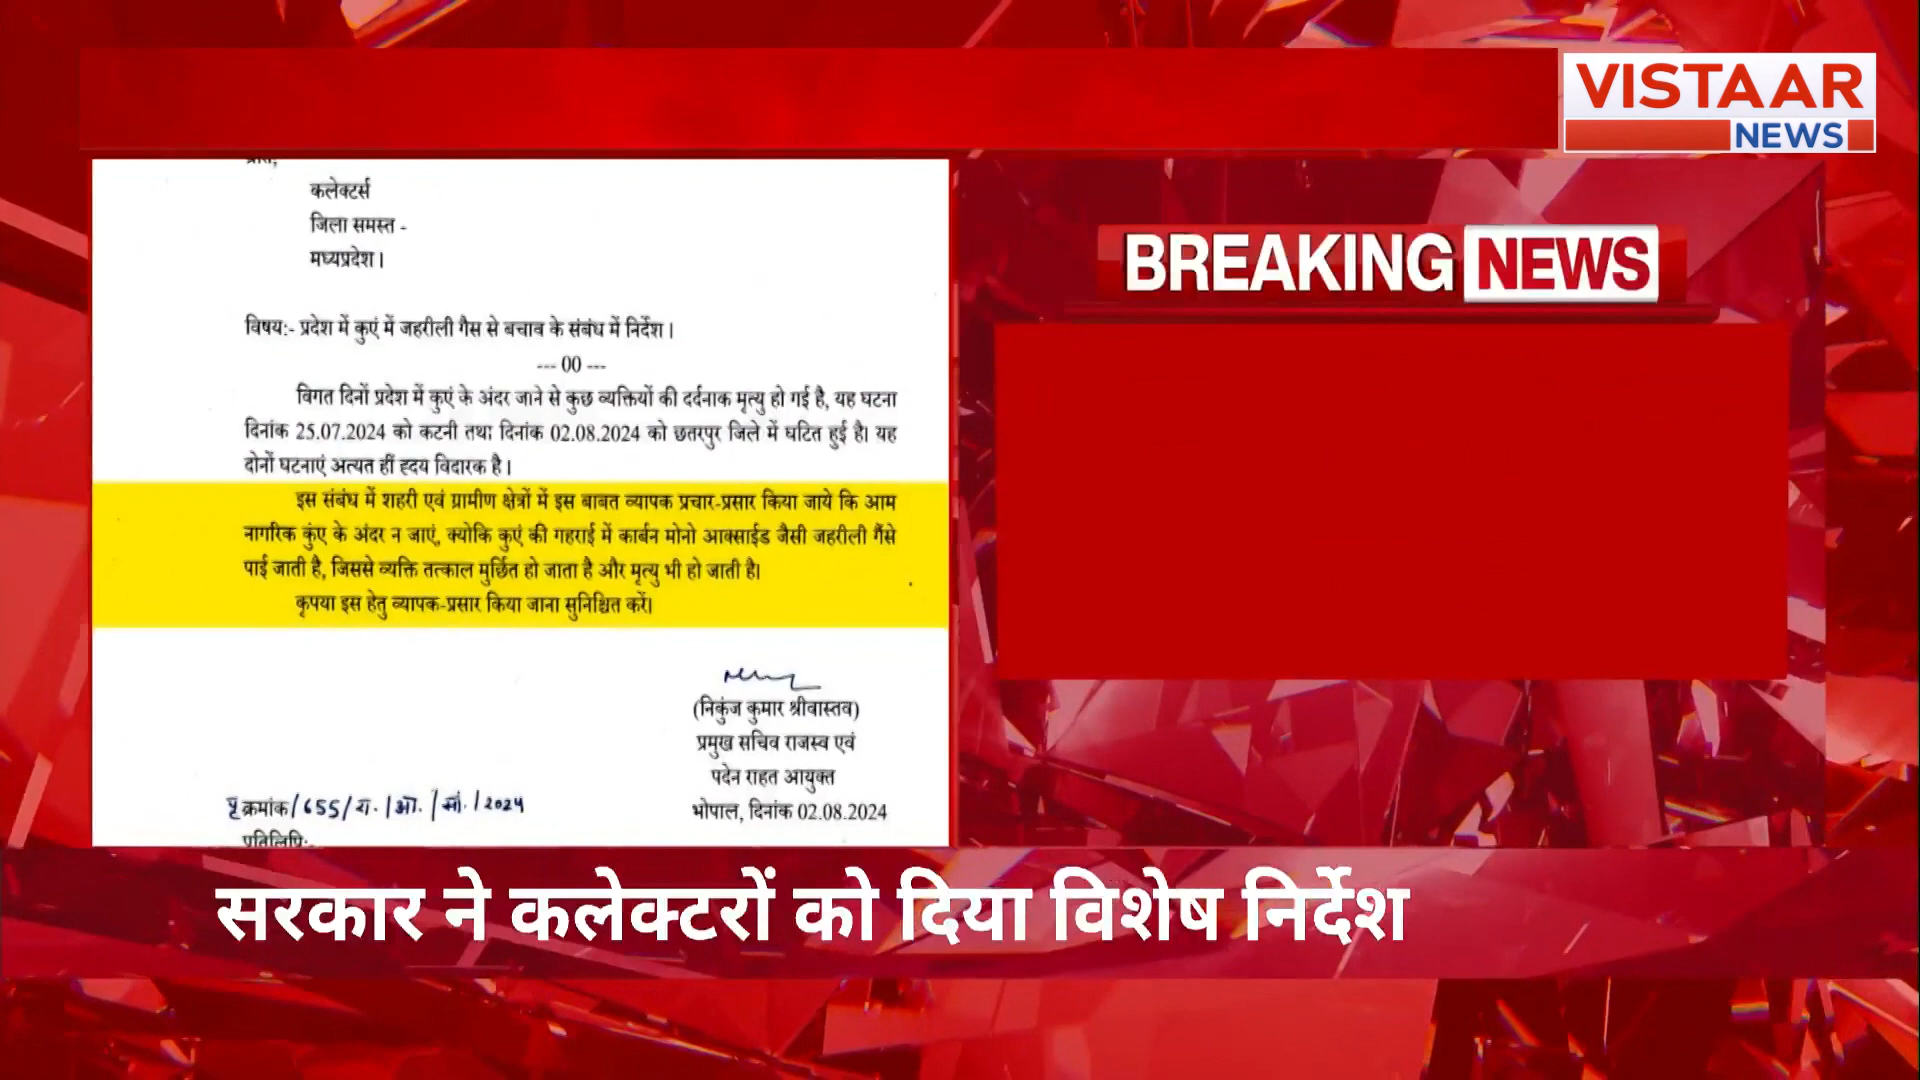 VISTAAR
NEWS
कलेक्टर्स
जिला समस्त -
मध्यप्रदेश।
विषय:- प्रदेश में कुएं में जहरीली गैस से बचाव के संबंध में निर्देश।
--- 00 ---
विगत दिनों प्रदेश में कुएं के अंदर जाने से कुछ व्यक्तियों की दर्दनाक मृत्यु हो गई है, यह घटना
दिनांक 25.07.2024 को कटनी तथा दिनांक 02.08.2024 को छतरपुर जिले में घटित हुई है। यह
दोनों घटनाएं अत्यत हीं ह्दय विदारक है।
इस संबंध में शहरी एवं ग्रामीण क्षेत्रों में इस बाबत व्यापक प्रचार-प्रसार किया जाये कि आम
नागरिक कुंए के अंदर न जाएं, क्योकि कुएं की गहराई में कार्बन मोनो आक्साईड जैसी जहरीली गैंसे
पाई जाती है, जिससे व्यक्ति तत्काल मुर्छित हो जाता है और मृत्यु भी हो जाती है।
कृपया इस हेतु व्यापक-प्रसार किया जाना सुनिश्चित करें।
(निकुंज कुमार श्रीवास्तव)
प्रमुख सचिव राजस्व एवं
पदेन राहत आयुक्त
भोपाल, दिनांक 02.08.2024
पृ क्रमांक/655/रा./आ./मॉ./2024
प्रतिलिपि:-
BREAKING NEWS
सरकार ने कलेक्टरों को दिया विशेष निर्देश